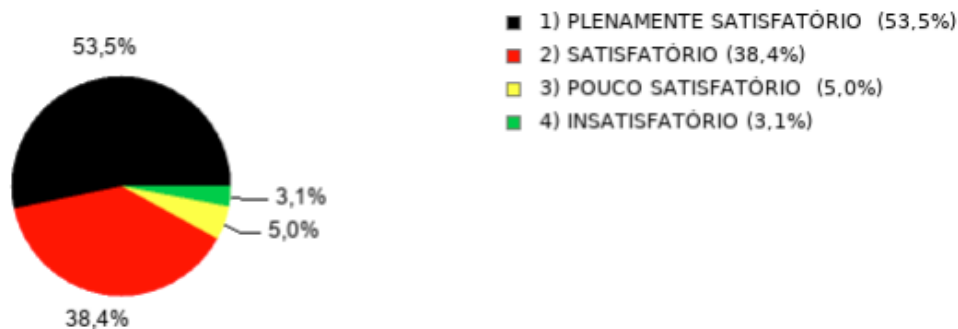 53,5%
3,1%
5,0%
38,4%
1) PLENAMENTE SATISFATÓRIO (53,5%)
2) SATISFATÓRIO (38,4%)
3) POUCO SATISFATÓRIO (5,0%)
4) INSATISFATÓRIO (3,1%)